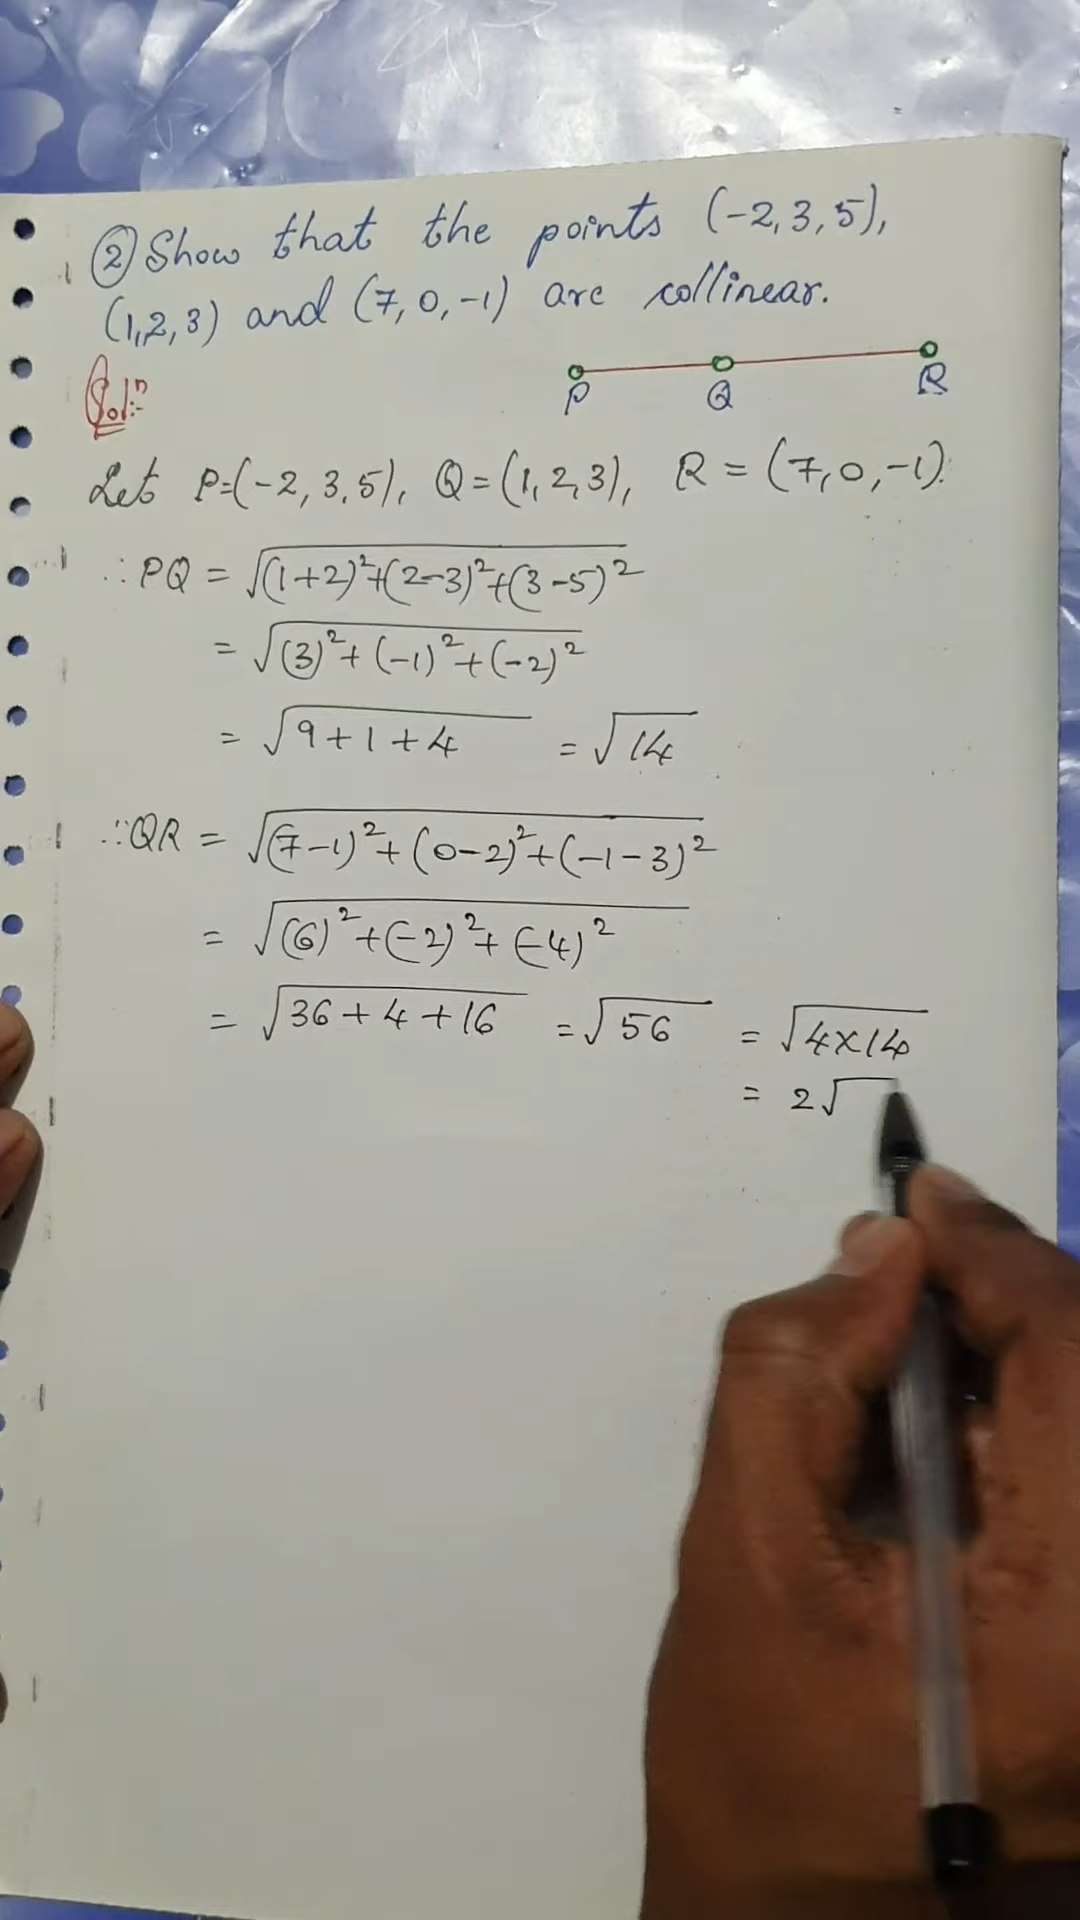 ② Show that the points (-2, 3, 5),
(1, 2, 3) and (7, 0, -1) are collinear.
Solⁿ:-
P Q R
Let P=(-2, 3, 5), Q=(1, 2, 3), R = (7, 0, -1).
∴ PQ = √(1+2)²+(2-3)²+(3-5)²
= √(3)²+(-1)²+(-2)²
= √9+1+4 = √14
∴ QR = √(7-1)²+(0-2)²+(-1-3)²
= √(6)²+(-2)²+(-4)²
= √36+4+16 = √56 = √4×14
= 2√